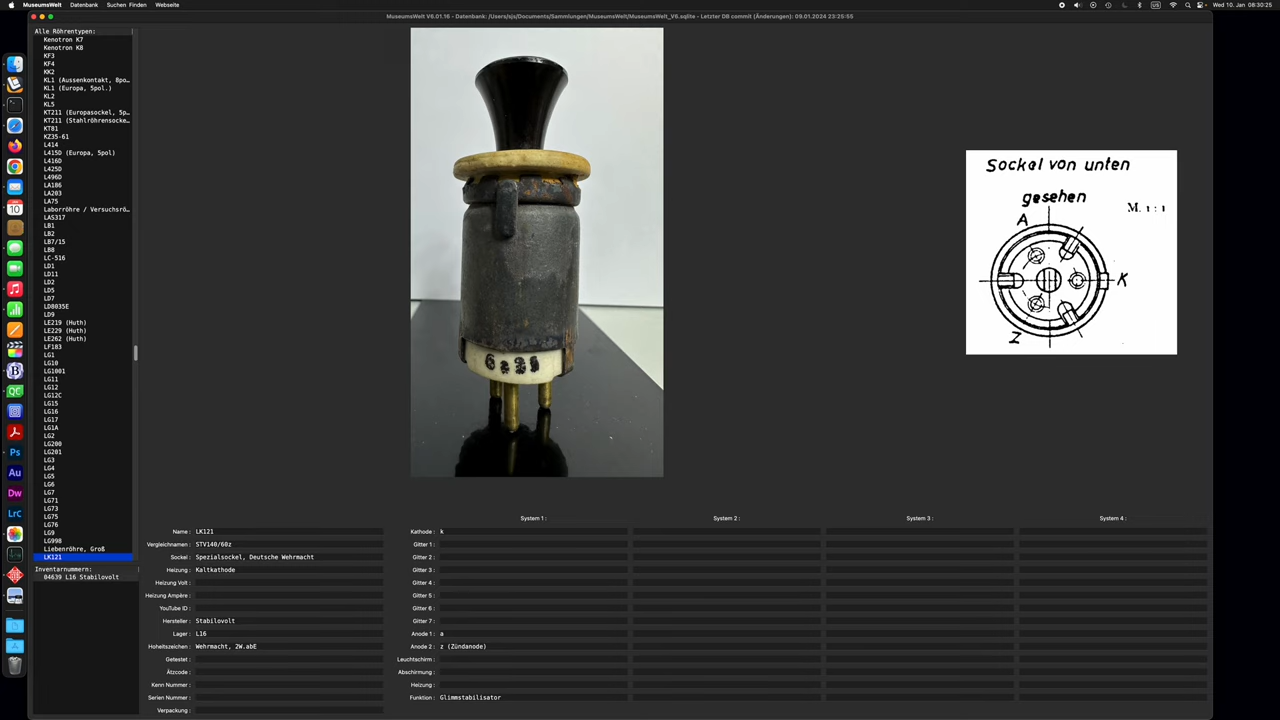 MuseumsWelt Datenbank Suchen Finden Webseite
US
Wed 10. Jan 08:30:25
MuseumsWelt V6.01.16 - Datenbank: /Users/sjs/Documents/Sammlungen/MuseumsWelt/MuseumsWelt_V6.sqlite - Letzter DB commit (Änderungen): 09.01.2024 23:25:55
Alle Röhrentypen:
Kenotron K7
Kenotron K8
KF3
KF4
KK2
KL1 (Aussenkontakt, 8po…
KL1 (Europa, 5pol.)
KL2
KL5
KT211 (Europasockel, 5p…
KT211 (Stahlröhrensocke…
KT81
KZ35-61
L414
L415D (Europa, 5pol)
L416D
L425D
L496D
LA186
LA203
LA75
Laborröhre / Versuchsrö…
LAS317
LB1
LB2
LB7/15
LB8
LC-516
LD1
LD11
LD2
LD5
LD7
LD8035E
LD9
LE219 (Huth)
LE229 (Huth)
LE262 (Huth)
LF183
LG1
LG10
LG1001
LG11
LG12
LG12C
LG15
LG16
LG17
LG1A
LG2
LG200
LG201
LG3
LG4
LG5
LG6
LG7
LG71
LG73
LG75
LG76
LG9
LG998
Liebenröhre, Groß
LK121
Inventarnummern:
04639 L16 Stabilovolt
JAN
10
QC
Ps
Au
Dw
LrC
Sockel von unten
gesehen
A
K
Z
System 1 : System 2 : System 3 : System 4 :
Name : LK121
Vergleichnamen : STV140/60z
Sockel : Spezialsockel, Deutsche Wehrmacht
Heizung : Kaltkathode
Heizung Volt :
Heizung Ampère :
YouTube ID :
Hersteller : Stabilovolt
Lager : L16
Hoheitszeichen : Wehrmacht, 2W.abE
Getestet :
Ätzcode :
Kenn Nummer :
Serien Nummer :
Verpackung :
Kathode : k
Gitter 1 :
Gitter 2 :
Gitter 3 :
Gitter 4 :
Gitter 5 :
Gitter 6 :
Gitter 7 :
Anode 1 : a
Anode 2 : z (Zündanode)
Leuchtschirm :
Abschirmung :
Heizung :
Funktion : Glimmstabilisator